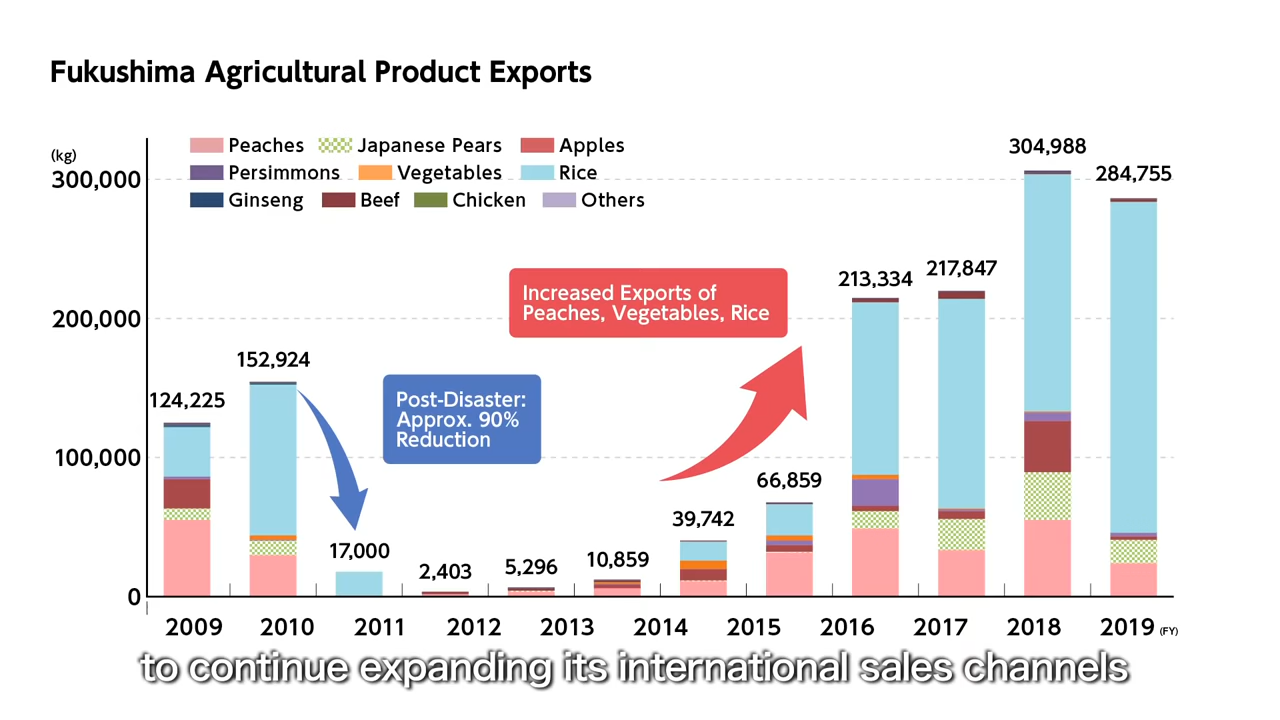 Fukushima Agricultural Product Exports
(kg)
Peaches Japanese Pears Apples
Persimmons Vegetables Rice
Ginseng Beef Chicken Others
300,000
200,000
100,000
0
124,225
152,924
17,000
2,403
5,296
10,859
39,742
66,859
213,334
217,847
304,988
284,755
Post-Disaster:
Approx. 90%
Reduction
Increased Exports of
Peaches, Vegetables, Rice
2009 2010 2011 2012 2013 2014 2015 2016 2017 2018 2019 (FY)
to continue expanding its international sales channels